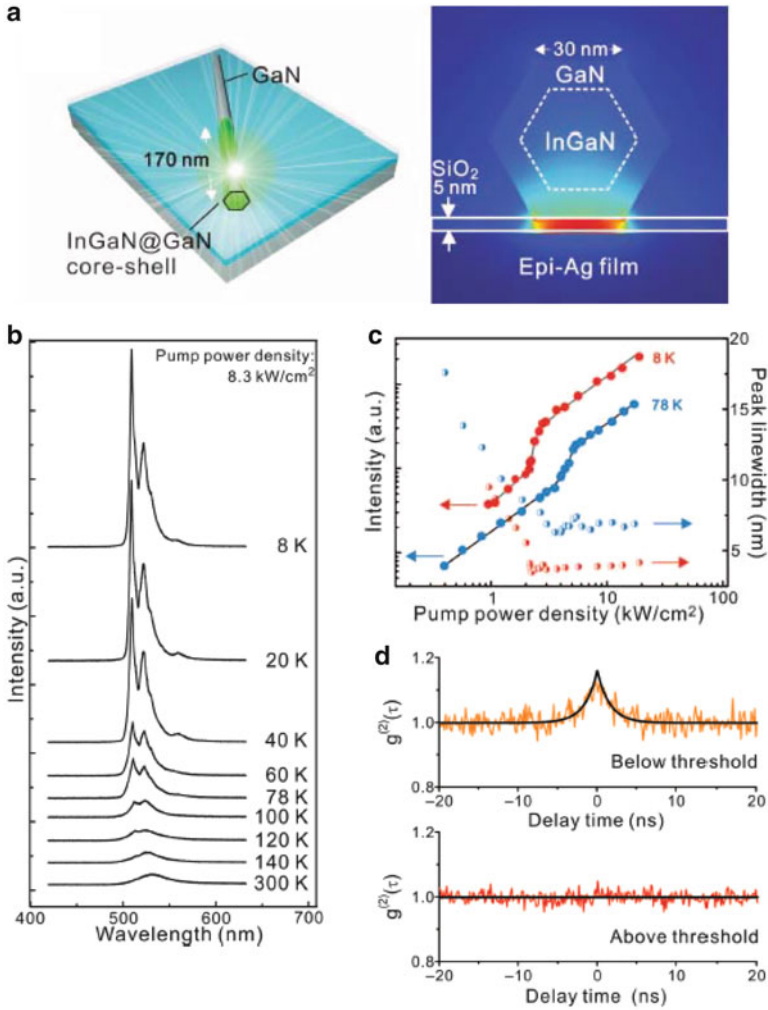 a
GaN
170 nm
InGaN@GaN
core-shell
30 nm
GaN
InGaN
SiO2
5 nm
Epi-Ag film
b
Pump power density:
8.3 kW/cm²
8 K
20 K
40 K
60 K
78 K
100 K
120 K
140 K
300 K
Intensity (a.u.)
400 500 600 700
Wavelength (nm)
c
20
15
10
5
8 K
78 K
Intensity (a.u.)
Peak linewidth (nm)
1 10 100
Pump power density (kW/cm²)
d
1.2
1.0
0.8
g(2)(τ)
Below threshold
−20 −10 0 10 20
Delay time (ns)
1.2
1.0
0.8
g(2)(τ)
Above threshold
−20 −10 0 10 20
Delay time (ns)